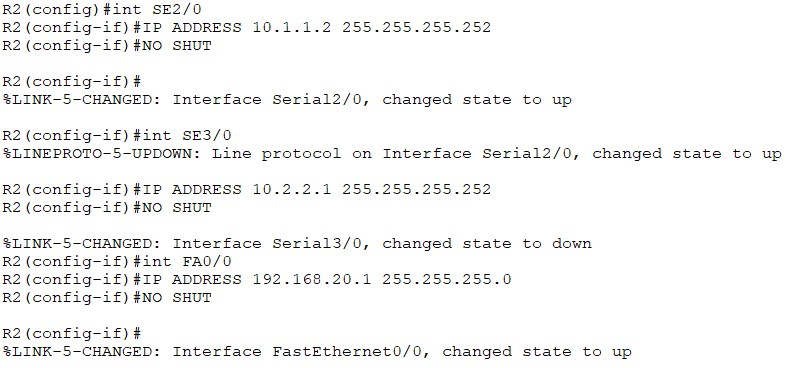 R2(config)#int SE2/0
R2(config-if)#IP ADDRESS 10.1.1.2 255.255.255.252
R2(config-if)#NO SHUT
R2(config-if)#
%LINK-5-CHANGED: Interface Serial2/0, changed state to up
R2(config-if)#int SE3/0
%LINEPROTO-5-UPDOWN: Line protocol on Interface Serial2/0, changed state to up
R2(config-if)#IP ADDRESS 10.2.2.1 255.255.255.252
R2(config-if)#NO SHUT
%LINK-5-CHANGED: Interface Serial3/0, changed state to down
R2(config-if)#int FA0/0
R2(config-if)#IP ADDRESS 192.168.20.1 255.255.255.0
R2(config-if)#NO SHUT
R2(config-if)#
%LINK-5-CHANGED: Interface FastEthernet0/0, changed state to up